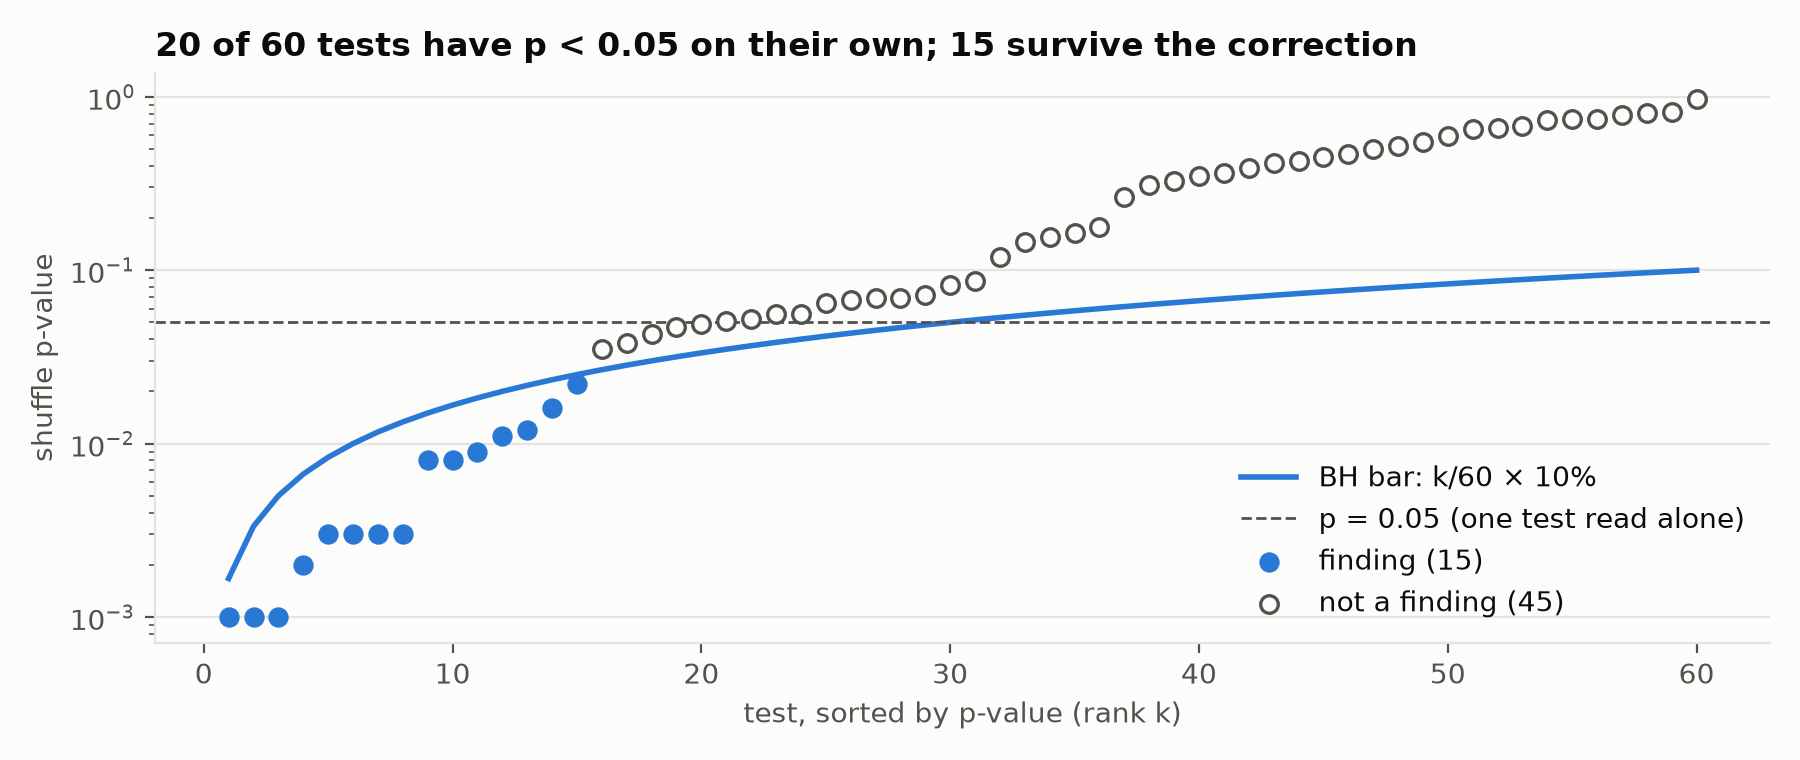 20 of 60 tests have p < 0.05 on their own; 15 survive the correction
10⁰
10⁻¹
10⁻²
10⁻³
shuffle p-value
BH bar: k/60 × 10%
p = 0.05 (one test read alone)
finding (15)
not a finding (45)
0 10 20 30 40 50 60
test, sorted by p-value (rank k)